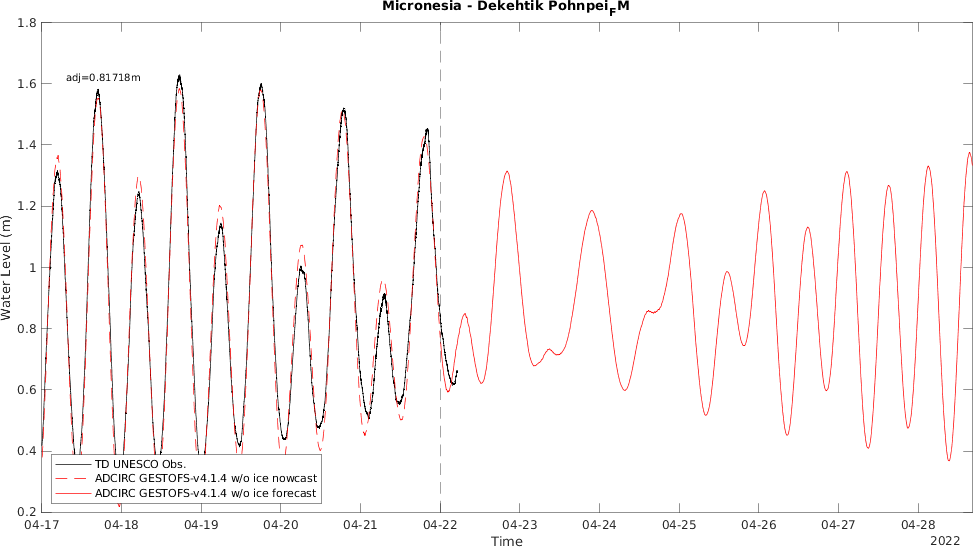 Micronesia - Dekehtik PohnpeiFM
1.8
1.6
1.4
1.2
1
0.8
0.6
0.4
0.2
Water Level (m)
adj=0.81718m
TD UNESCO Obs.
ADCIRC GESTOFS-v4.1.4 w/o ice nowcast
ADCIRC GESTOFS-v4.1.4 w/o ice forecast
04-17 04-18 04-19 04-20 04-21 04-22 04-23 04-24 04-25 04-26 04-27 04-28
Time
2022